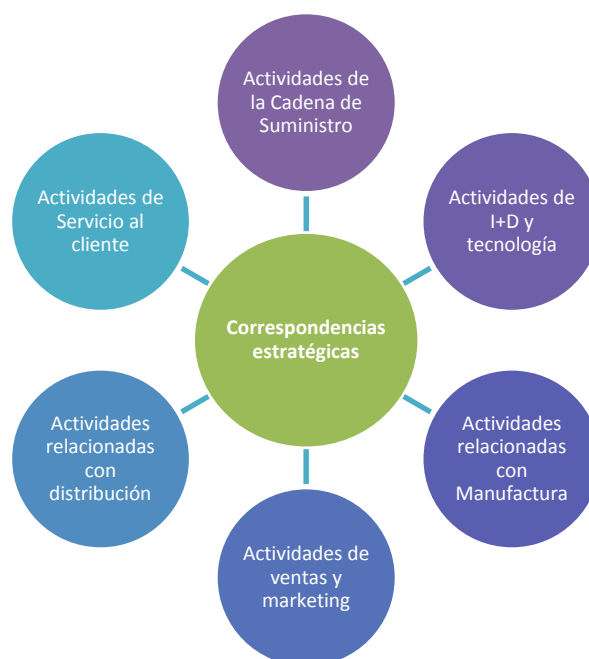 Actividades de
la Cadena de
Suministro
Actividades de
I+D y
tecnología
Actividades
relacionadas
con
Manufactura
Actividades de
ventas y
marketing
Actividades
relacionadas
con
distribución
Actividades de
Servicio al
cliente
Correspondencias
estratégicas